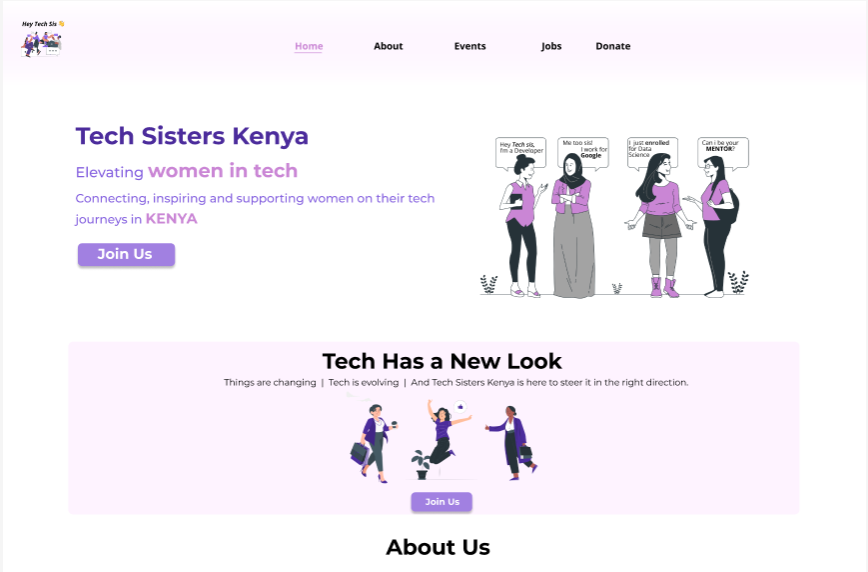 Hey Tech Sis 👋
Home About Events Jobs Donate
Tech Sisters Kenya
Elevating women in tech
Connecting, inspiring and supporting women on their tech
journeys in KENYA
Join Us
Hey Tech sis,
I'm a Developer
Me too sis!
I work for
Google
I just enrolled
for Data
Science
Can i be your
MENTOR?
Tech Has a New Look
Things are changing | Tech is evolving | And Tech Sisters Kenya is here to steer it in the right direction.
Join Us
About Us